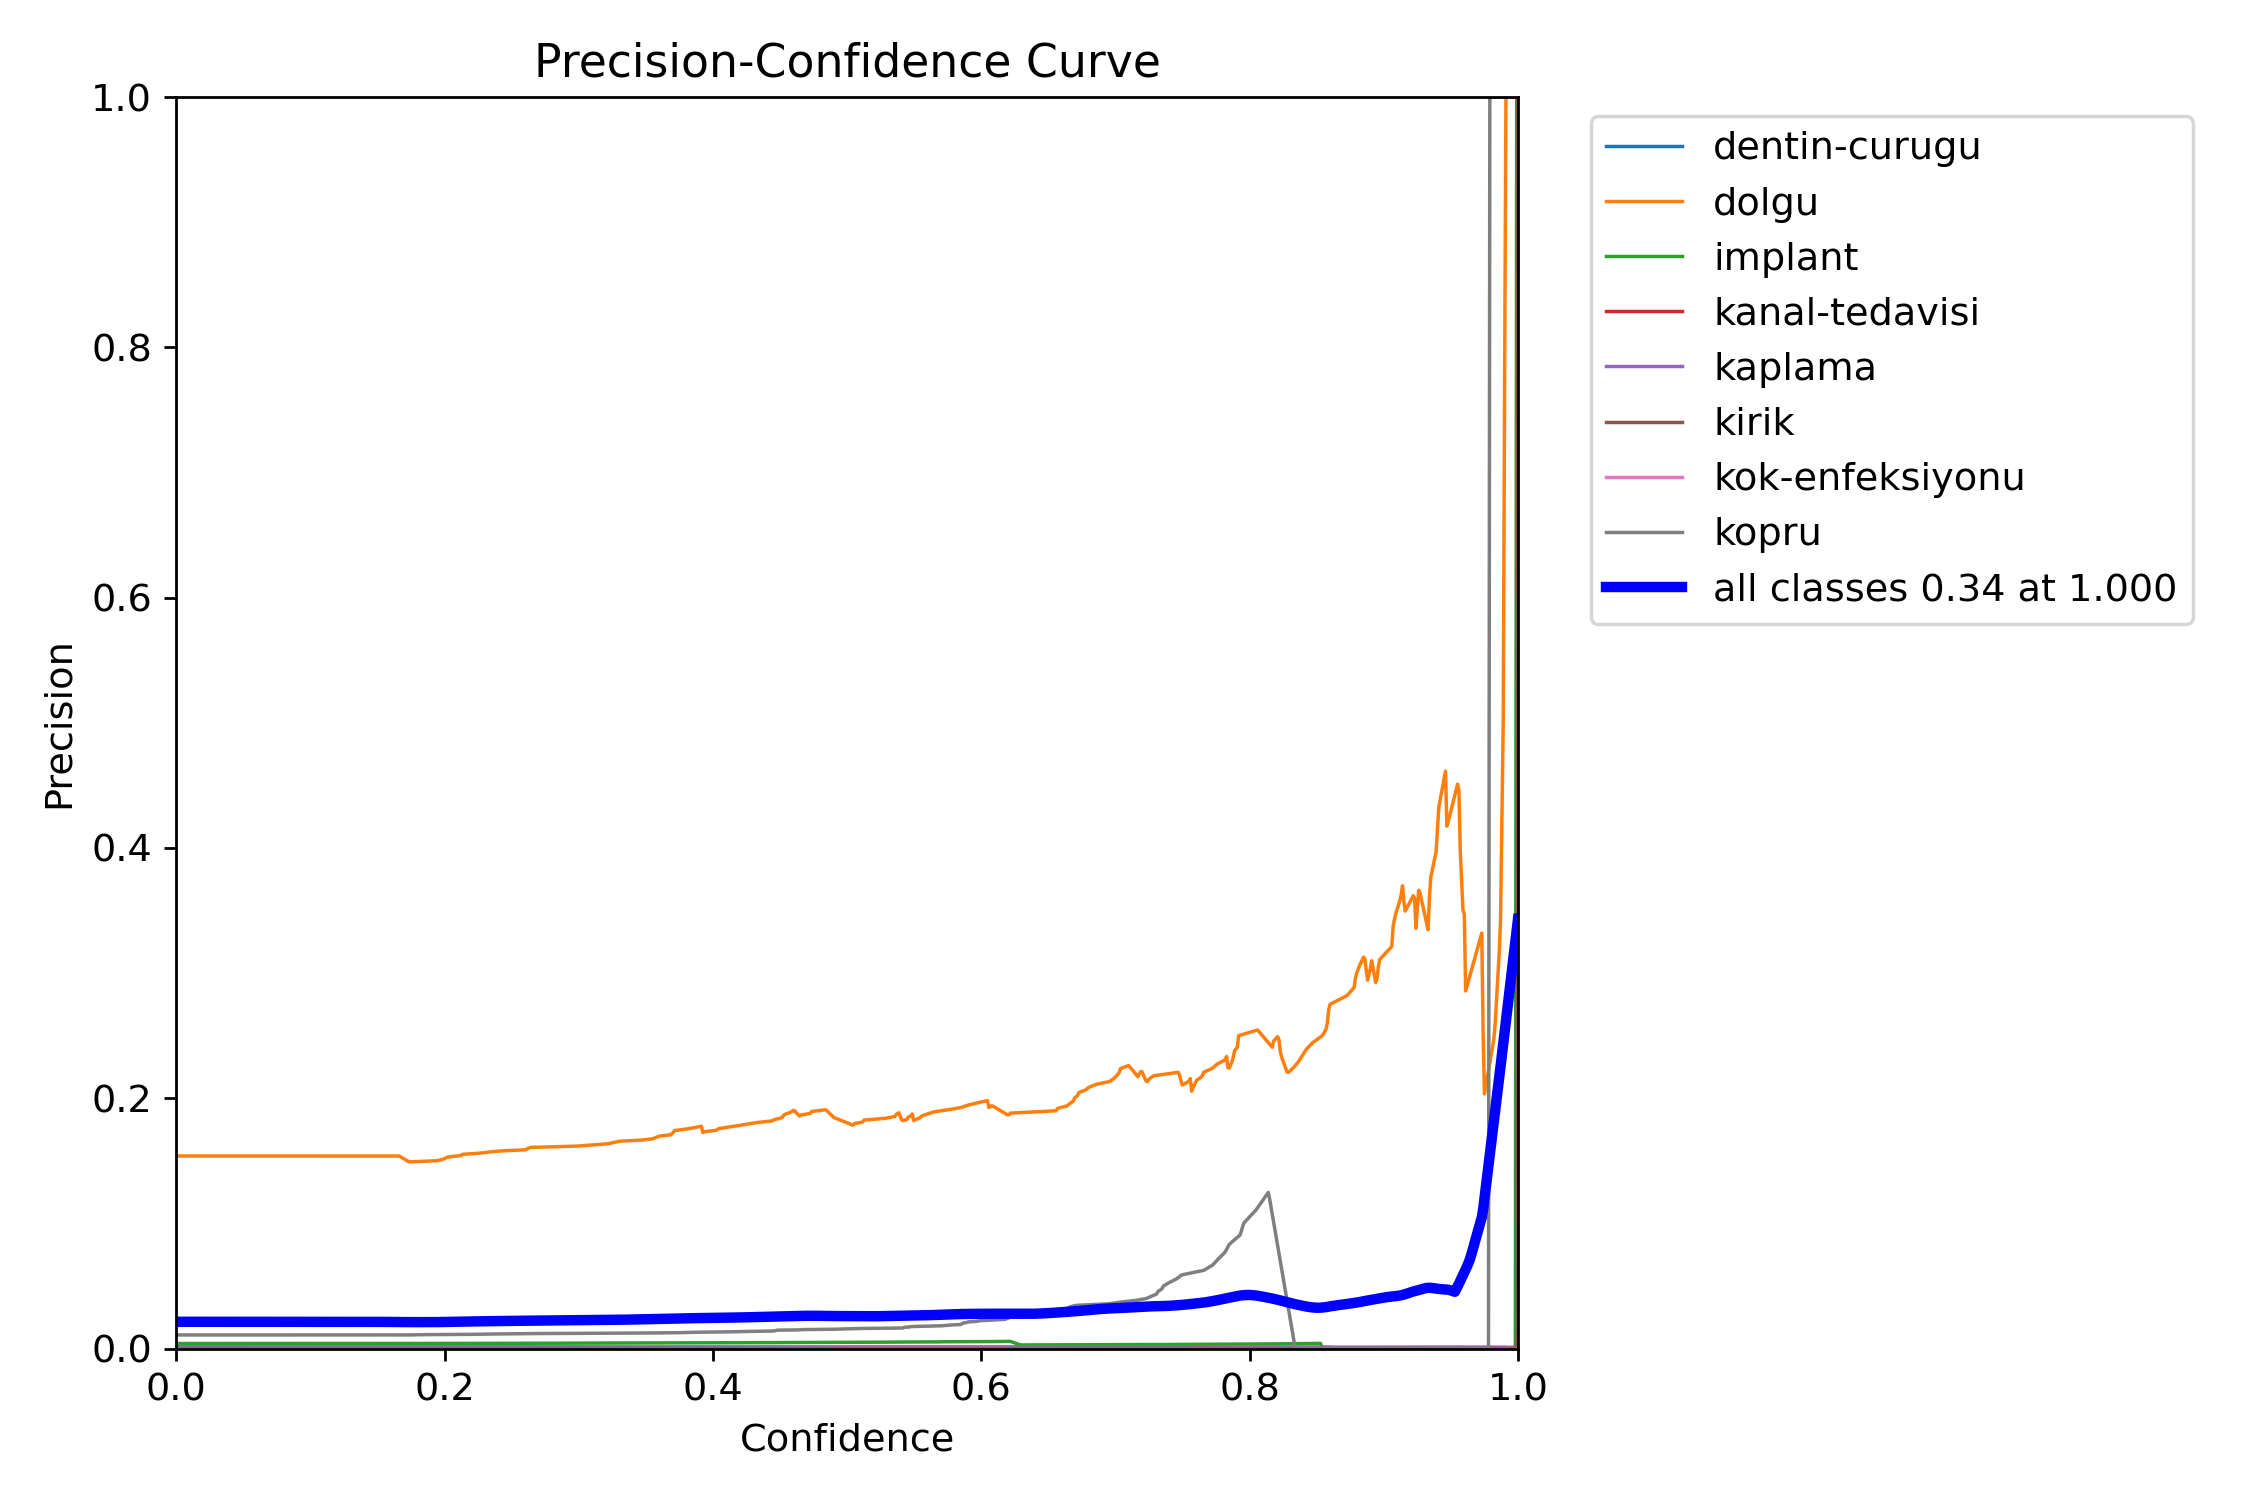 Precision-Confidence Curve
1.0
0.8
0.6
0.4
0.2
0.0
Precision
0.0 0.2 0.4 0.6 0.8 1.0
Confidence
dentin-curugu
dolgu
implant
kanal-tedavisi
kaplama
kirik
kok-enfeksiyonu
kopru
all classes 0.34 at 1.000